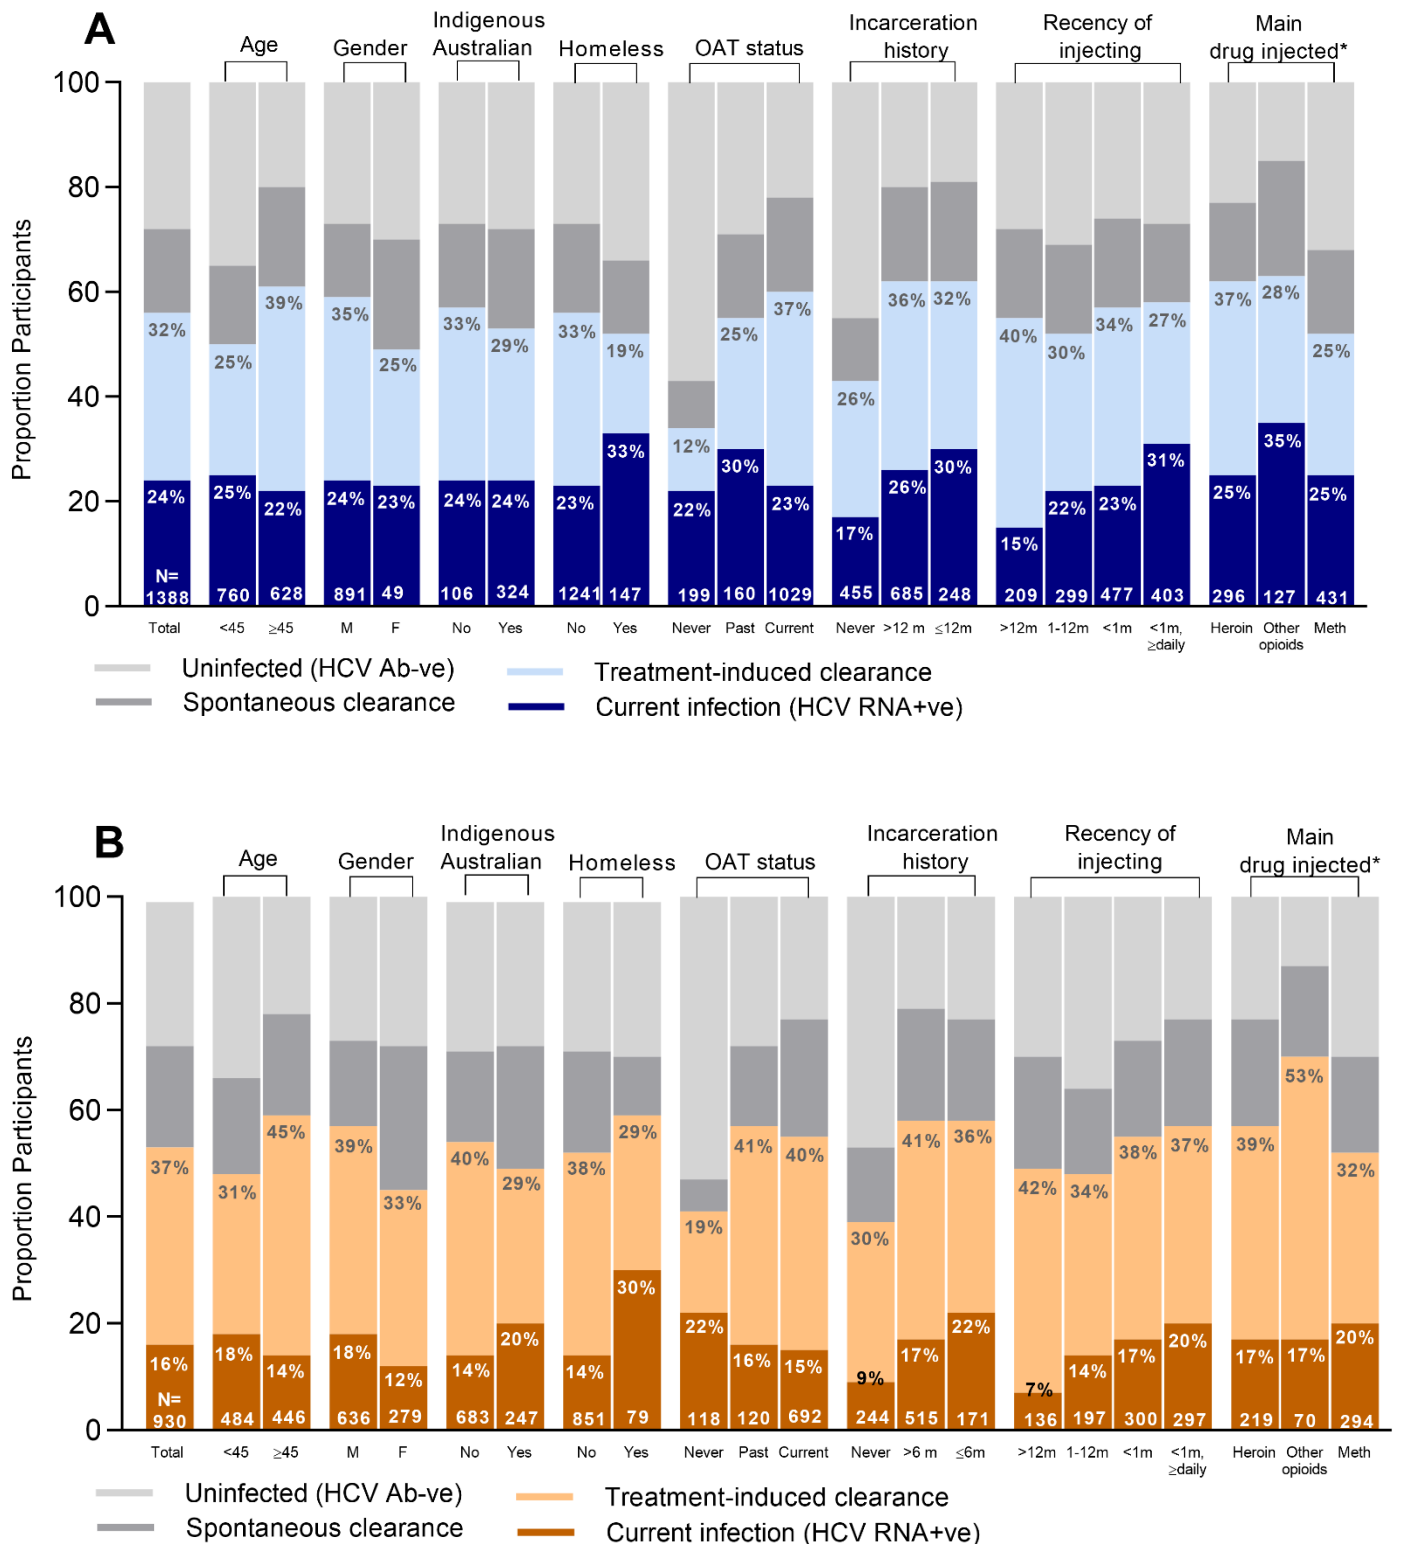 A
Age
Gender
Indigenous
Australian
Homeless
OAT status
Incarceration
history
Recency of
injecting
Main
drug injected*
Proportion Participants
100
80
60
40
20
0
32%
25%
39%
35%
25%
33%
29%
33%
19%
12%
25%
37%
26%
36%
32%
40%
30%
34%
27%
37%
28%
25%
24%
25%
22%
24%
23%
24%
24%
23%
33%
22%
30%
23%
17%
26%
30%
15%
22%
23%
31%
25%
35%
25%
N=
1388
760
628
891
49
106
324
1241
147
199
160
1029
455
685
248
209
299
477
403
296
127
431
Total
<45
≥45
M
F
No
Yes
No
Yes
Never
Past
Current
Never
>12 m
≤12m
>12m
1-12m
<1m
<1m,
≥daily
Heroin
Other
opioids
Meth
Uninfected (HCV Ab-ve)
Treatment-induced clearance
Spontaneous clearance
Current infection (HCV RNA+ve)
B
Age
Gender
Indigenous
Australian
Homeless
OAT status
Incarceration
history
Recency of
injecting
Main
drug injected*
Proportion Participants
100
80
60
40
20
0
37%
31%
45%
39%
33%
40%
29%
38%
29%
19%
41%
40%
30%
41%
36%
42%
34%
38%
37%
39%
53%
32%
16%
18%
14%
18%
12%
14%
20%
14%
30%
22%
16%
15%
9%
17%
22%
7%
14%
17%
20%
17%
17%
20%
N=
930
484
446
636
279
683
247
851
79
118
120
692
244
515
171
136
197
300
297
219
70
294
Total
<45
≥45
M
F
No
Yes
No
Yes
Never
Past
Current
Never
>6 m
≤6m
>12m
1-12m
<1m
<1m,
≥daily
Heroin
Other
opioids
Meth
Uninfected (HCV Ab-ve)
Treatment-induced clearance
Spontaneous clearance
Current infection (HCV RNA+ve)